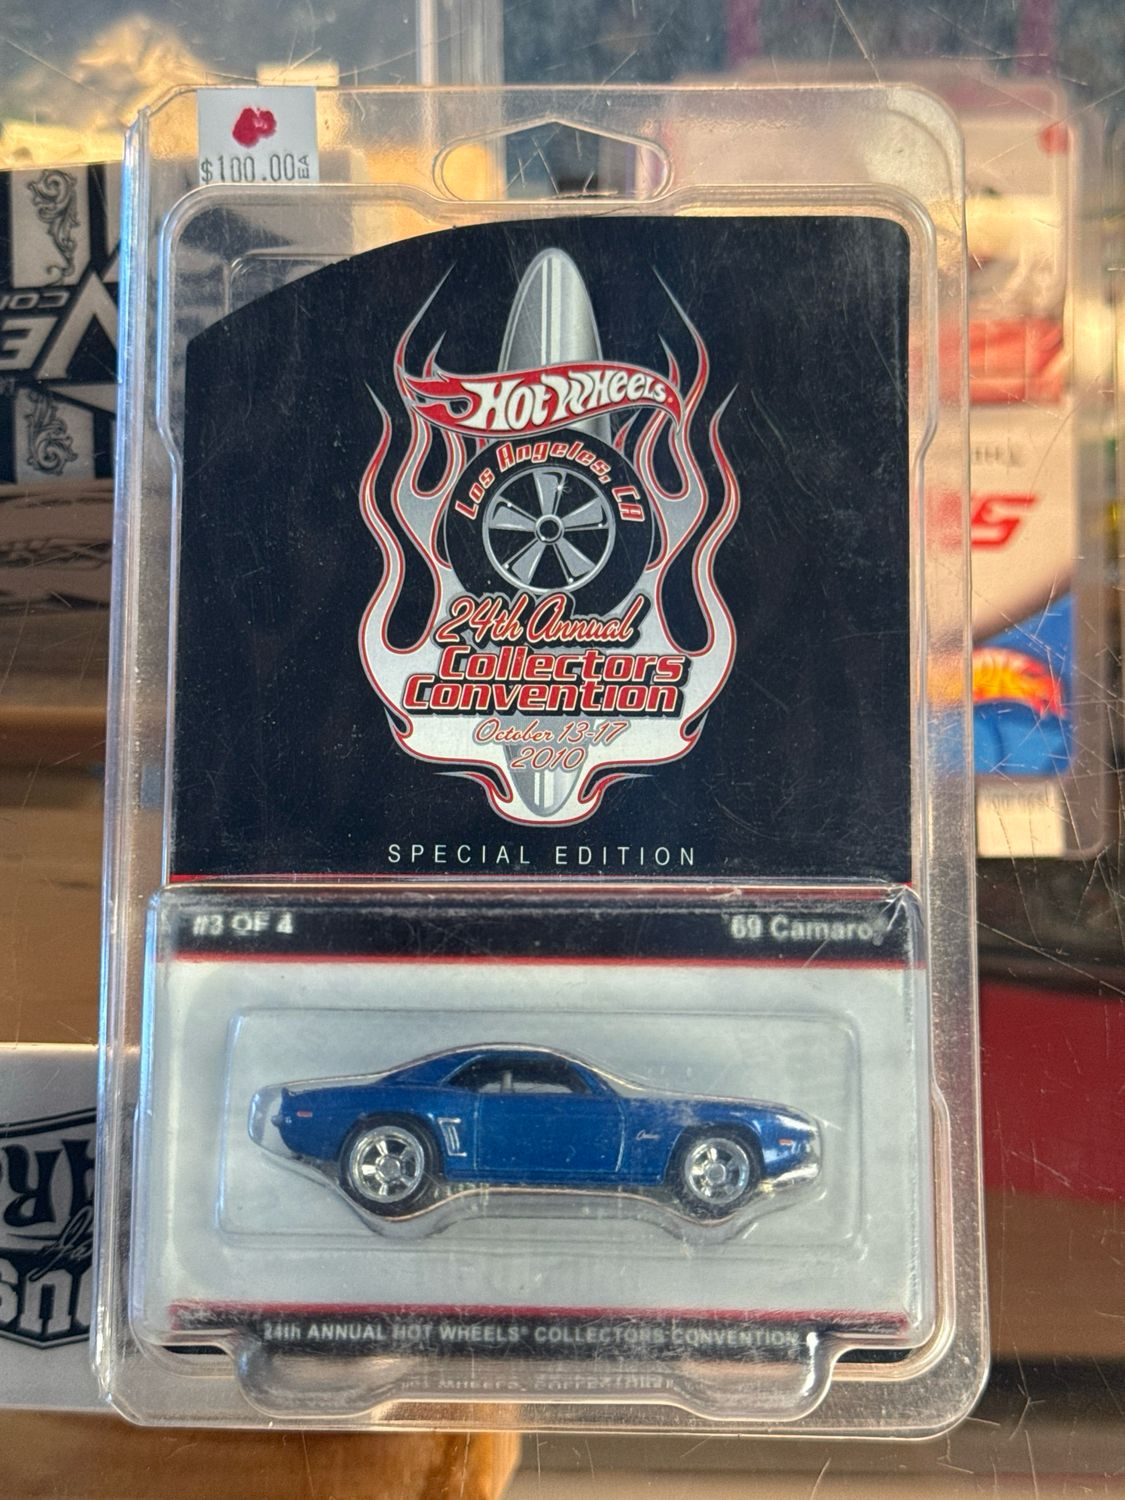 $100.00EA
HOT WHEELS
Los Angeles, CA
24th Annual
Collectors
Convention
October 13-17
2010
SPECIAL EDITION
#3 OF 4
69 Camaro®
24th ANNUAL HOT WHEELS® COLLECTORS CONVENTION